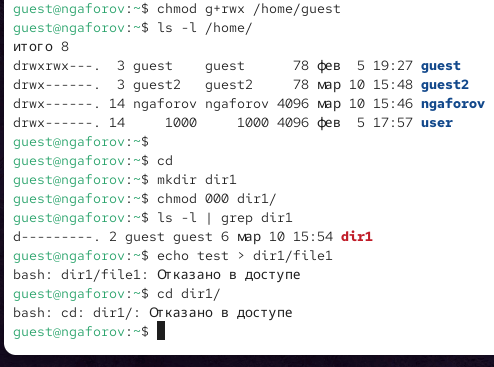 guest@ngaforov:~$ chmod g+rwx /home/guest
guest@ngaforov:~$ ls -l /home/
итого 8
drwxrwx---.  3 guest    guest      78 фев  5 19:27 guest
drwx------.  3 guest2   guest2     78 мар 10 15:48 guest2
drwx------. 14 ngaforov ngaforov 4096 мар 10 15:46 ngaforov
drwx------. 14     1000     1000 4096 фев  5 17:57 user
guest@ngaforov:~$
guest@ngaforov:~$ cd
guest@ngaforov:~$ mkdir dir1
guest@ngaforov:~$ chmod 000 dir1/
guest@ngaforov:~$ ls -l | grep dir1
d---------. 2 guest guest 6 мар 10 15:54 dir1
guest@ngaforov:~$ echo test > dir1/file1
bash: dir1/file1: Отказано в доступе
guest@ngaforov:~$ cd dir1/
bash: cd: dir1/: Отказано в доступе
guest@ngaforov:~$